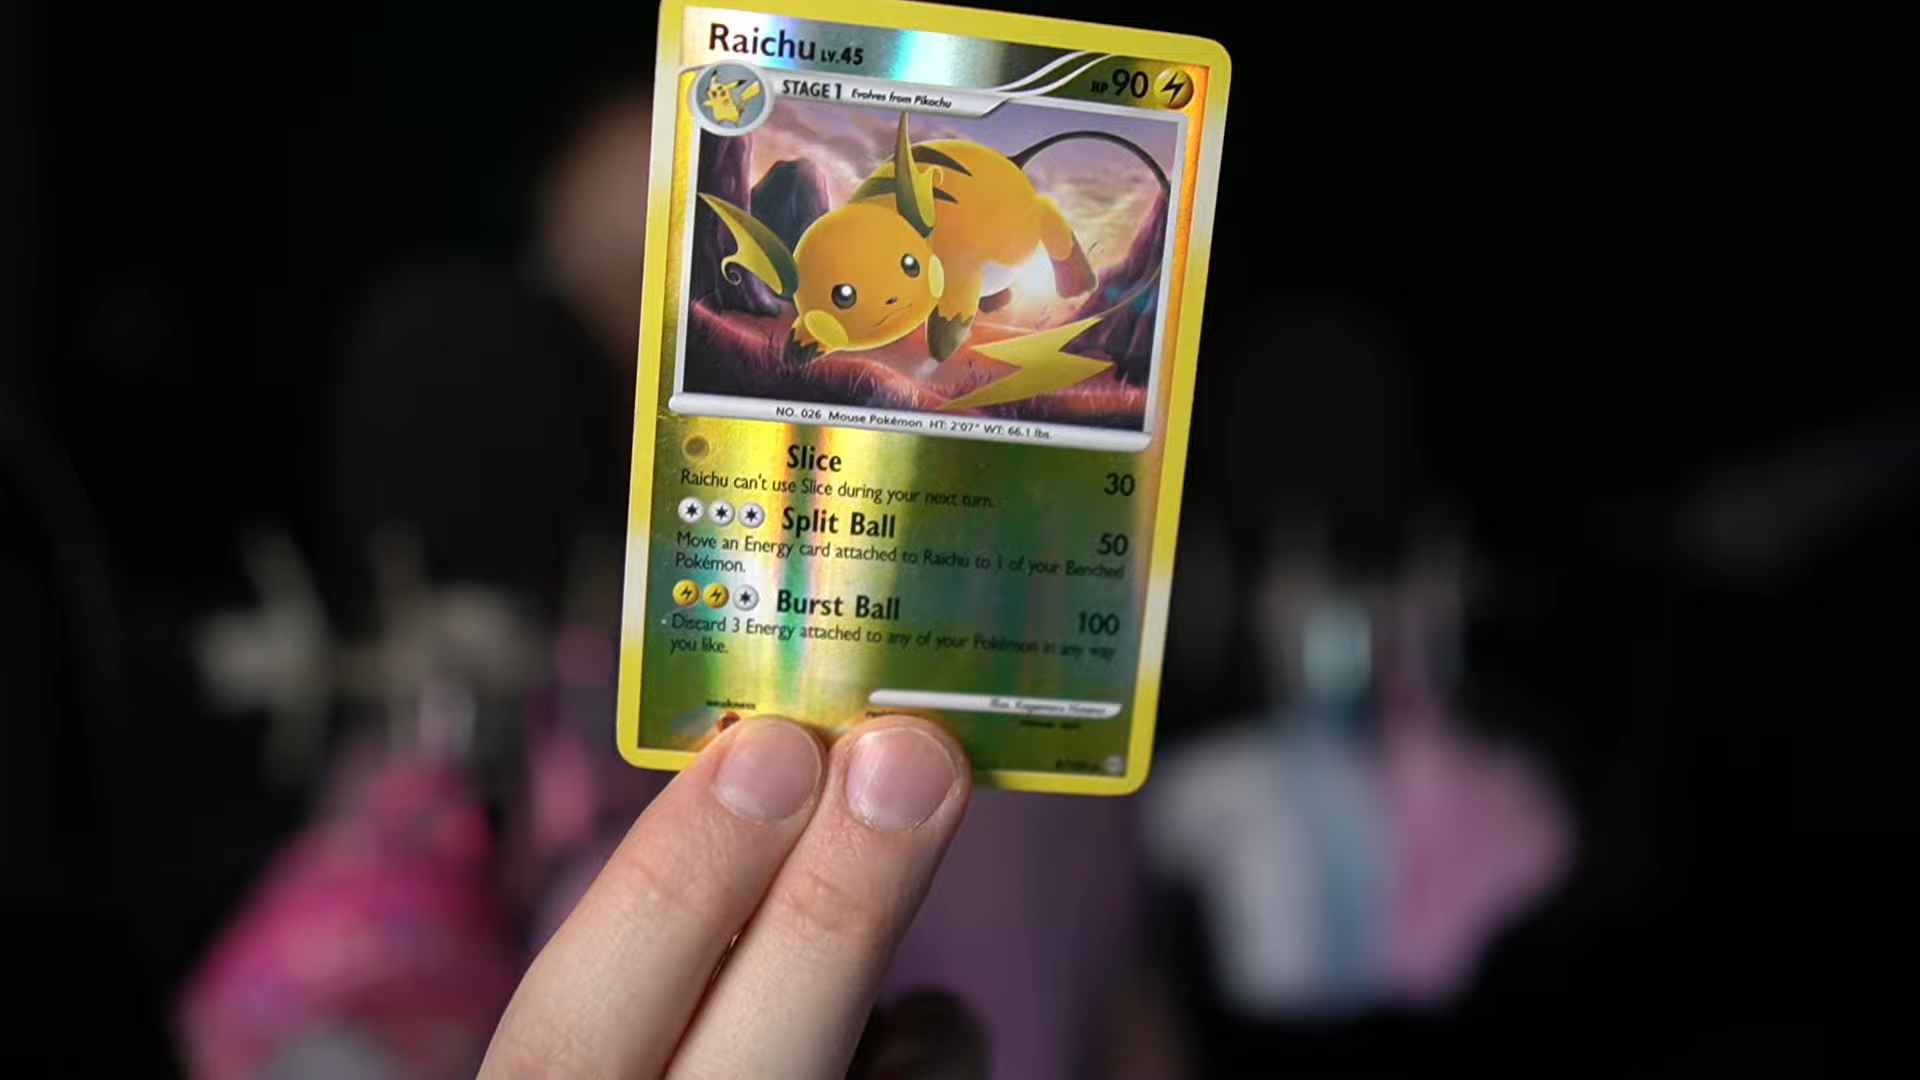 Raichu LV.45
HP 90
STAGE 1 Evolves from Pikachu
NO. 026 Mouse Pokémon HT: 2'07" WT: 66.1 lbs.
Slice 30
Raichu can't use Slice during your next turn.
Split Ball 50
Move an Energy card attached to Raichu to 1 of your Benched
Pokémon.
Burst Ball 100
Discard 3 Energy attached to any of your Pokémon in any way
you like.
weakness